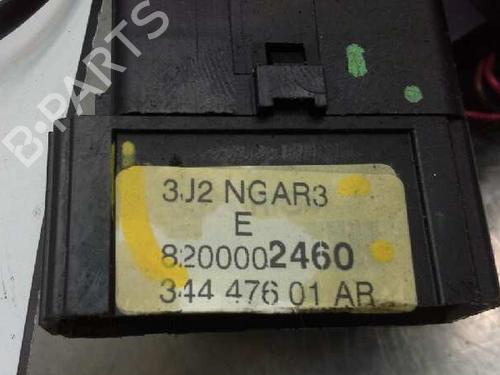 B-PARTS
3J2 NGAR3
E
8200002460
344 476 01 AR